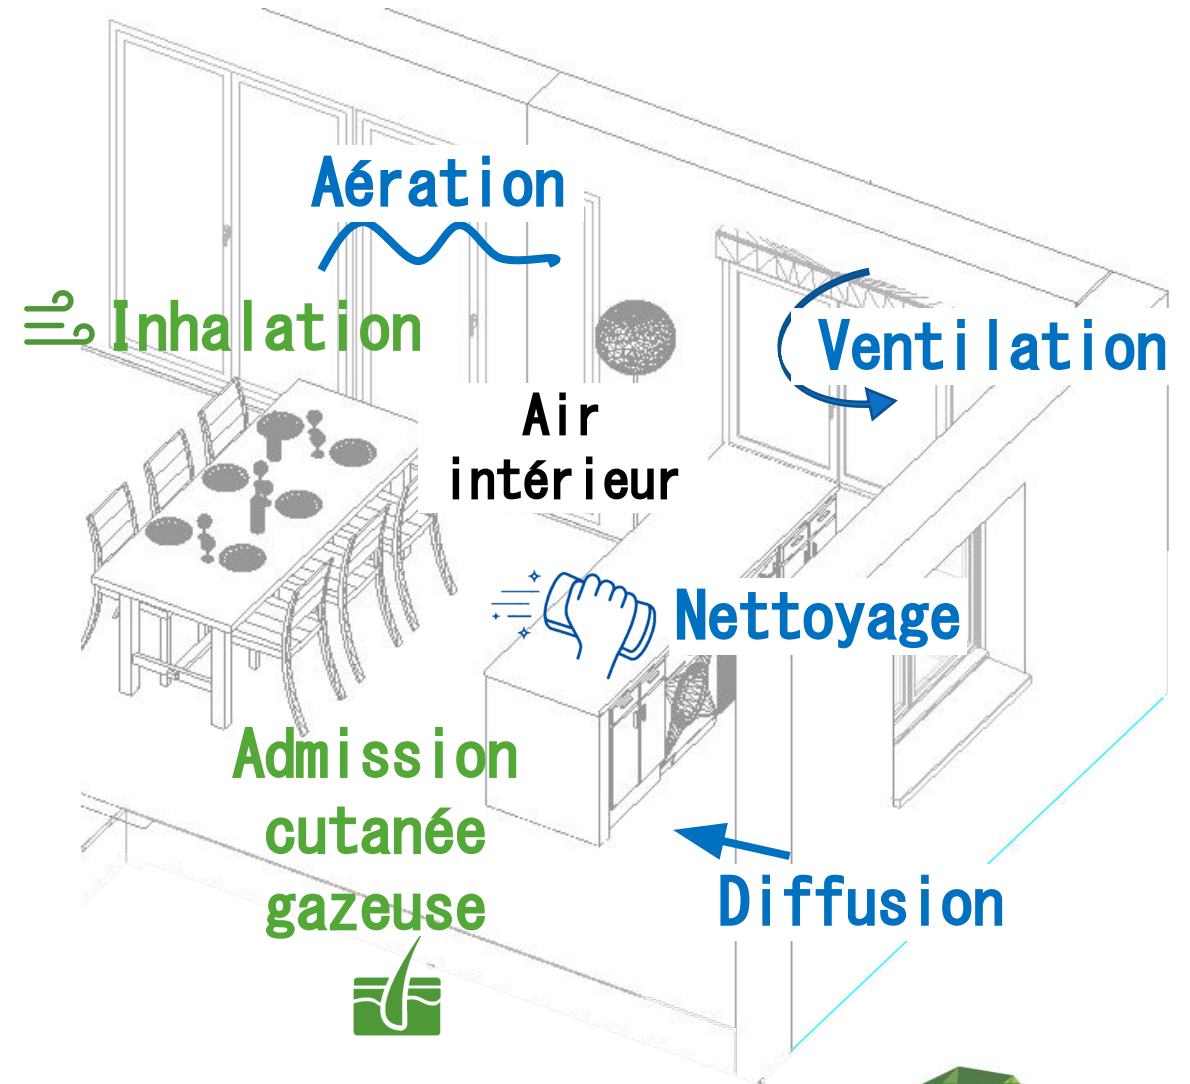 Aération
Inhalation
Ventilation
Air
intérieur
Nettoyage
Admission
cutanée
gazeuse
Diffusion